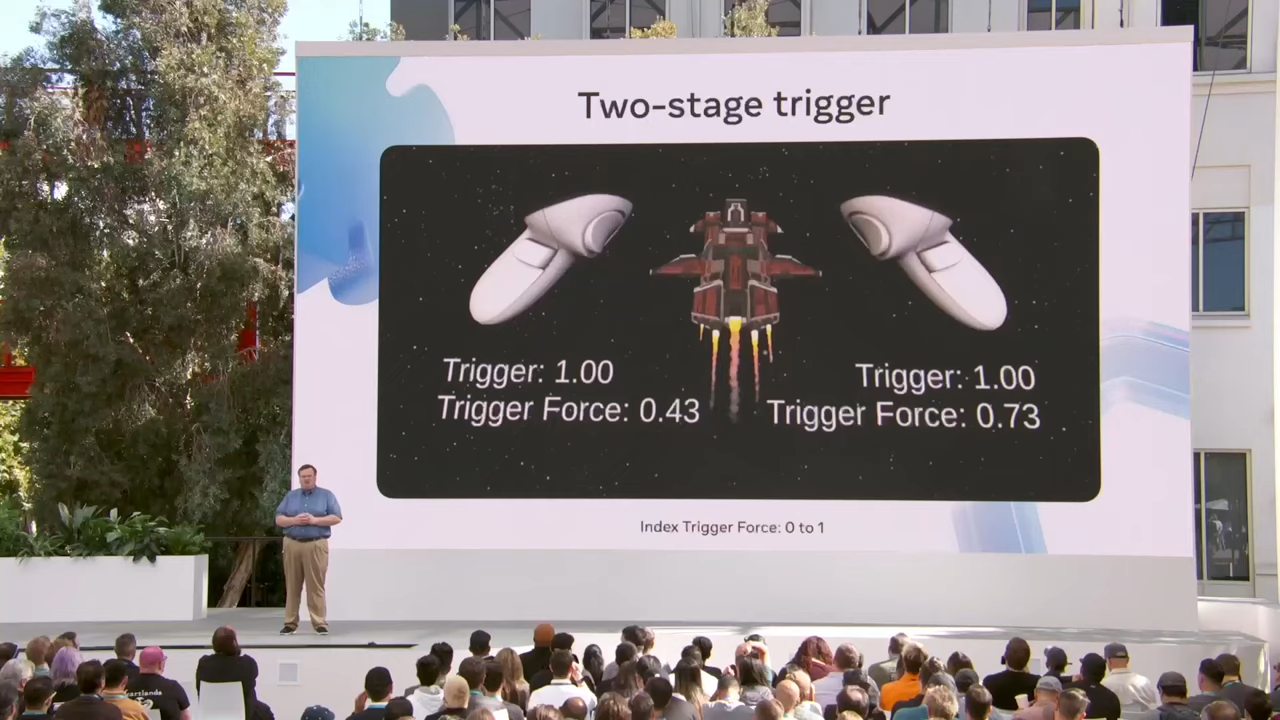 Two-stage trigger
Trigger: 1.00
Trigger Force: 0.43
Trigger: 1.00
Trigger Force: 0.73
Index Trigger Force: 0 to 1